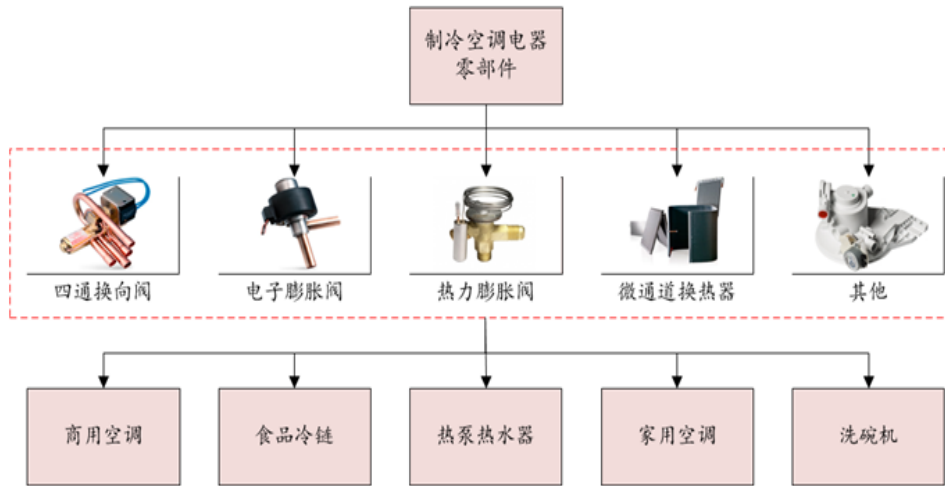 制冷空调电器
零部件
四通换向阀
电子膨胀阀
热力膨胀阀
微通道换热器
其他
商用空调
食品冷链
热泵热水器
家用空调
洗碗机